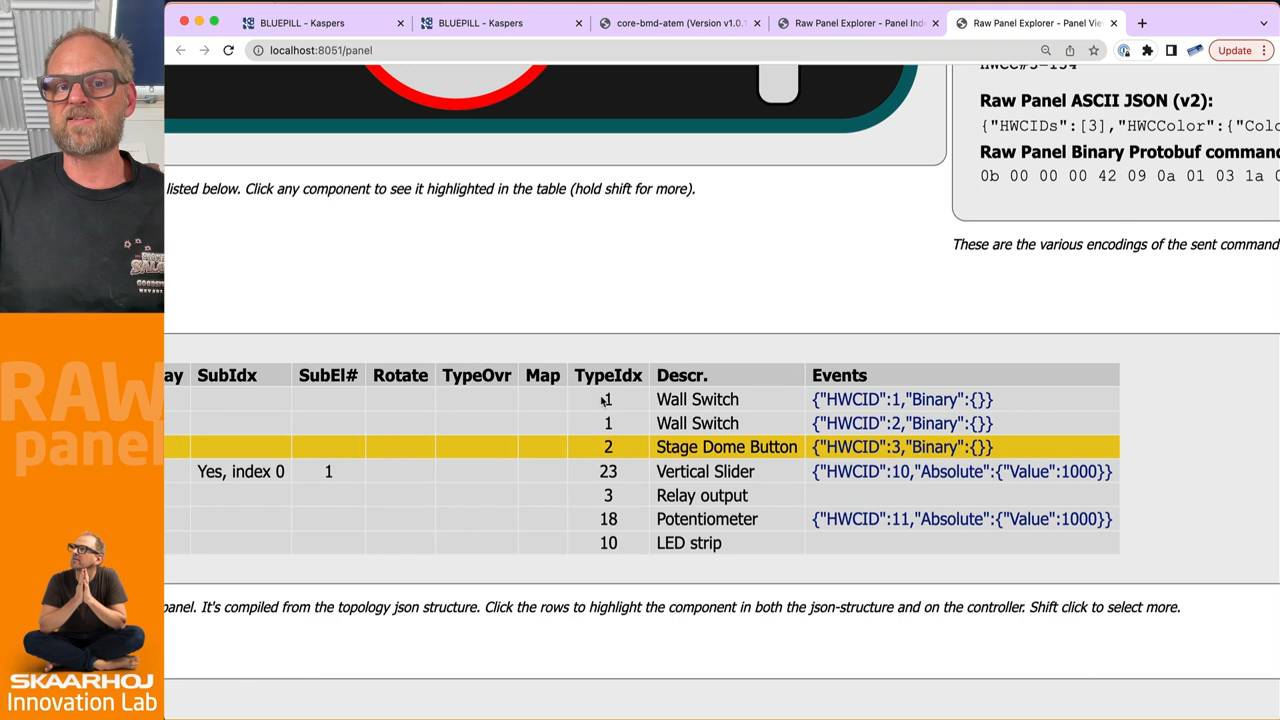 BLUEPILL - Kaspers
BLUEPILL - Kaspers
core-bmd-atem (Version v1.0.1
Raw Panel Explorer - Panel Ind
Raw Panel Explorer - Panel Vie
localhost:8051/panel
Update
HWCC#3=134
Raw Panel ASCII JSON (v2):
{"HWCIDs":[3],"HWCColor":{"Colo
Raw Panel Binary Protobuf command
0b 00 00 00 42 09 0a 01 03 1a 0
listed below. Click any component to see it highlighted in the table (hold shift for more).
These are the various encodings of the sent command
ay SubIdx SubEl# Rotate TypeOvr Map TypeIdx Descr. Events
1 Wall Switch {"HWCID":1,"Binary":{}}
1 Wall Switch {"HWCID":2,"Binary":{}}
2 Stage Dome Button {"HWCID":3,"Binary":{}}
Yes, index 0 1 23 Vertical Slider {"HWCID":10,"Absolute":{"Value":1000}}
3 Relay output
18 Potentiometer {"HWCID":11,"Absolute":{"Value":1000}}
10 LED strip
panel. It's compiled from the topology json structure. Click the rows to highlight the component in both the json-structure and on the controller. Shift click to select more.
RAW
panel
SKAARHOJ
Innovation Lab